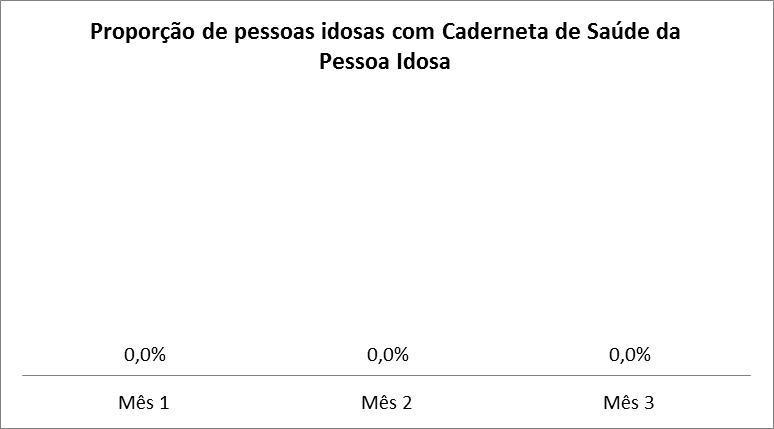 Proporção de pessoas idosas com Caderneta de Saúde da
Pessoa Idosa
0,0% 0,0% 0,0%
Mês 1 Mês 2 Mês 3